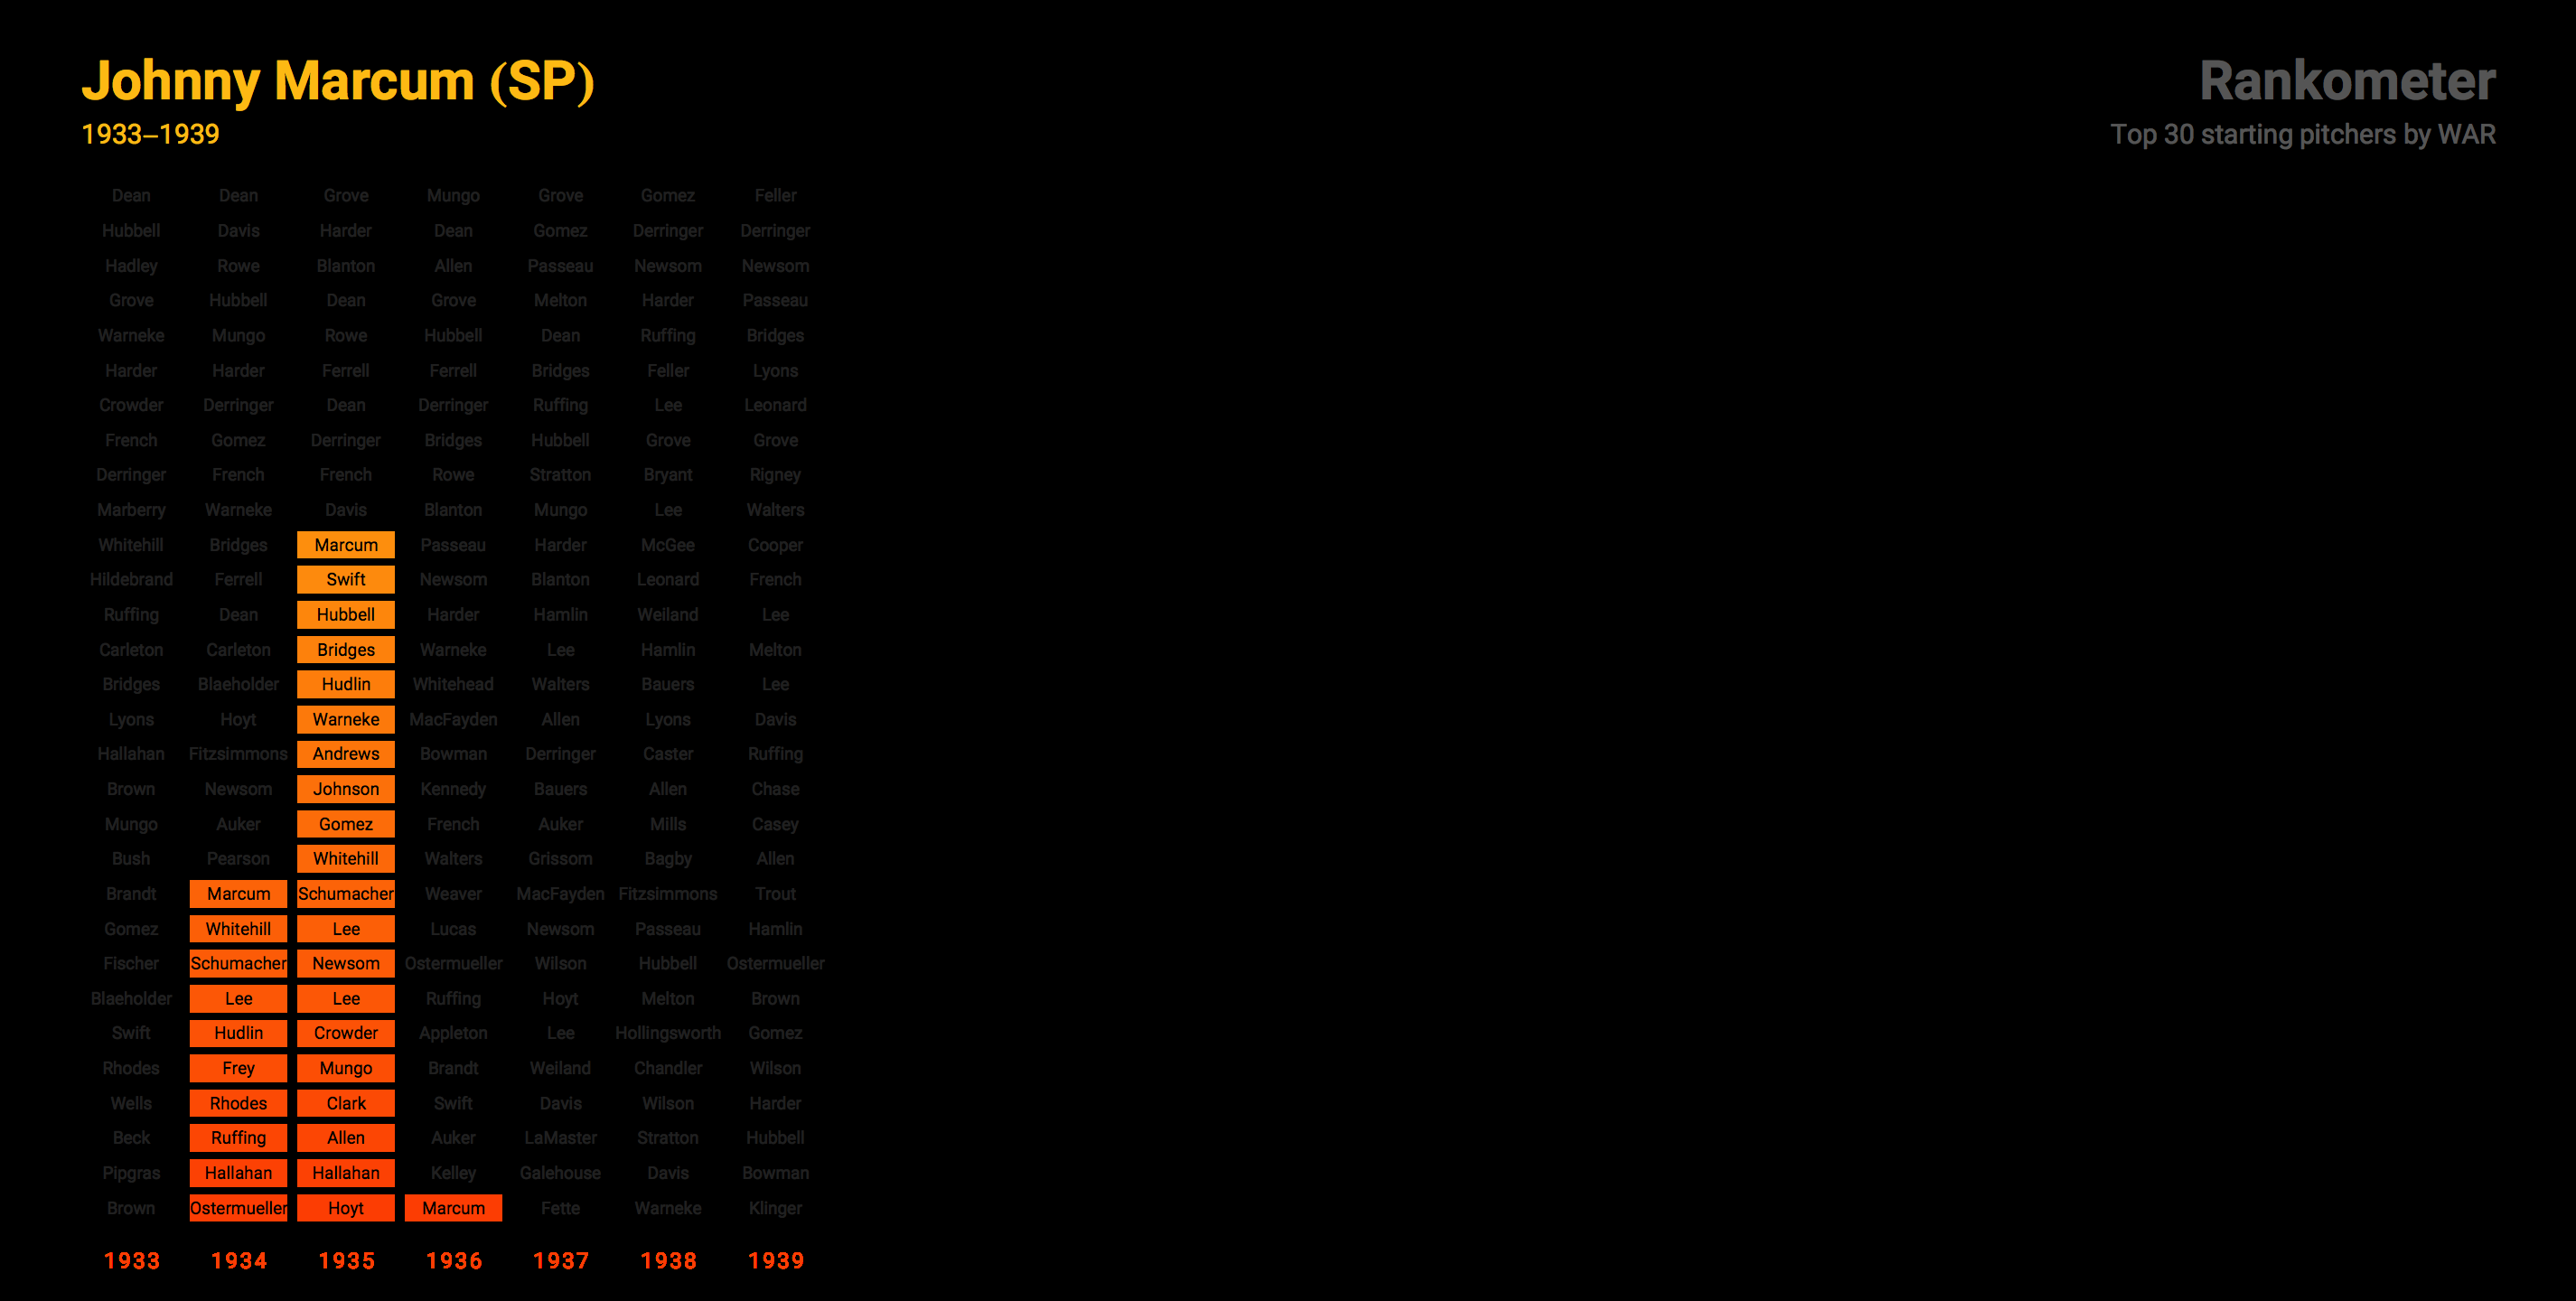 Johnny Marcum (SP)
1933–1939
Rankometer
Top 30 starting pitchers by WAR
Dean Dean Grove Mungo Grove Gomez Feller
Hubbell Davis Harder Dean Gomez Derringer Derringer
Hadley Rowe Blanton Allen Passeau Newsom Newsom
Grove Hubbell Dean Grove Melton Harder Passeau
Warneke Mungo Rowe Hubbell Dean Ruffing Bridges
Harder Harder Ferrell Ferrell Bridges Feller Lyons
Crowder Derringer Dean Derringer Ruffing Lee Leonard
French Gomez Derringer Bridges Hubbell Grove Grove
Derringer French French Rowe Stratton Bryant Rigney
Marberry Warneke Davis Blanton Mungo Lee Walters
Whitehill Bridges Marcum Passeau Harder McGee Cooper
Hildebrand Ferrell Swift Newsom Blanton Leonard French
Ruffing Dean Hubbell Harder Hamlin Weiland Lee
Carleton Carleton Bridges Warneke Lee Hamlin Melton
Bridges Blaeholder Hudlin Whitehead Walters Bauers Lee
Lyons Hoyt Warneke MacFayden Allen Lyons Davis
Hallahan Fitzsimmons Andrews Bowman Derringer Caster Ruffing
Brown Newsom Johnson Kennedy Bauers Allen Chase
Mungo Auker Gomez French Auker Mills Casey
Bush Pearson Whitehill Walters Grissom Bagby Allen
Brandt Marcum Schumacher Weaver MacFayden Fitzsimmons Trout
Gomez Whitehill Lee Lucas Newsom Passeau Hamlin
Fischer Schumacher Newsom Ostermueller Wilson Hubbell Ostermueller
Blaeholder Lee Lee Ruffing Hoyt Melton Brown
Swift Hudlin Crowder Appleton Lee Hollingsworth Gomez
Rhodes Frey Mungo Brandt Weiland Chandler Wilson
Wells Rhodes Clark Swift Davis Wilson Harder
Beck Ruffing Allen Auker LaMaster Stratton Hubbell
Pipgras Hallahan Hallahan Kelley Galehouse Davis Bowman
Brown Ostermueller Hoyt Marcum Fette Warneke Klinger
1933 1934 1935 1936 1937 1938 1939